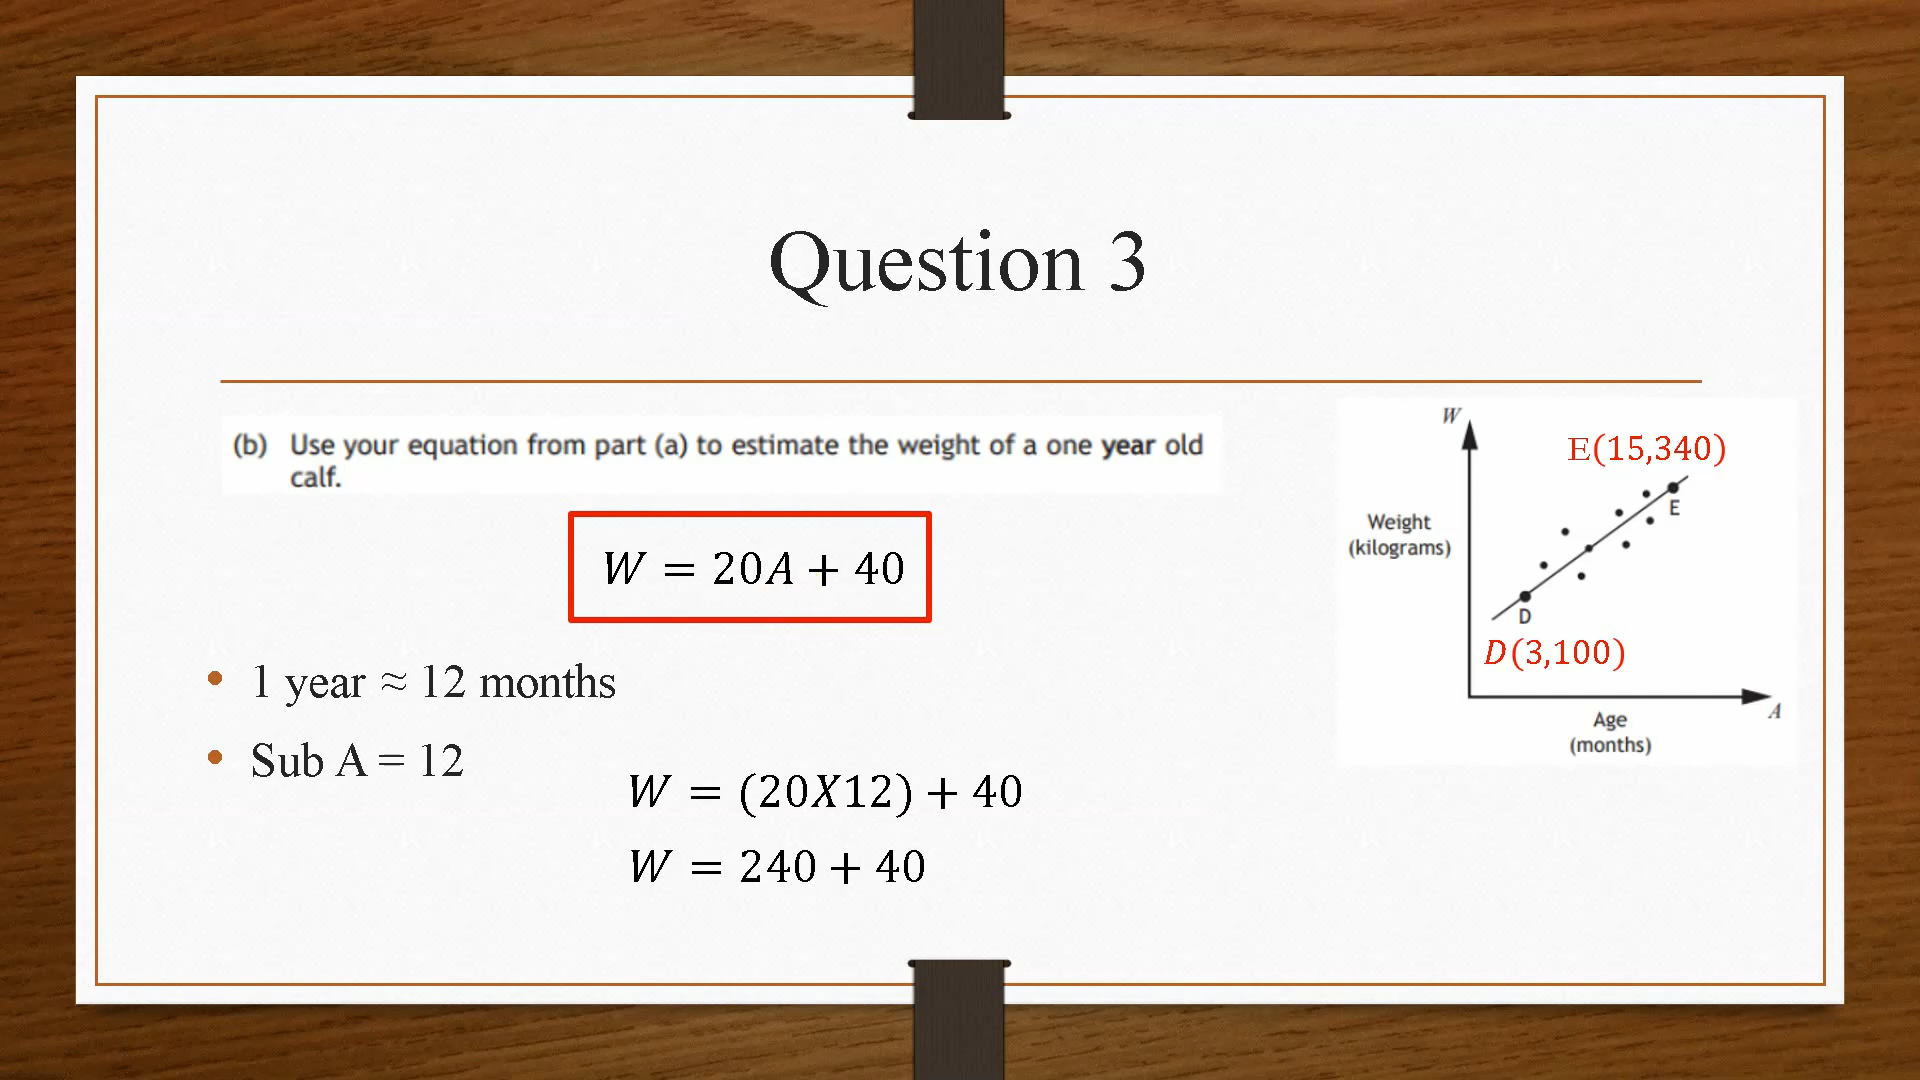 Question 3
(b) Use your equation from part (a) to estimate the weight of a one year old
calf.
W = 20A + 40
• 1 year ≈ 12 months
• Sub A = 12
W = (20X12) + 40
W = 240 + 40
W
E(15,340)
Weight
(kilograms)
E
D
D(3,100)
A
Age
(months)